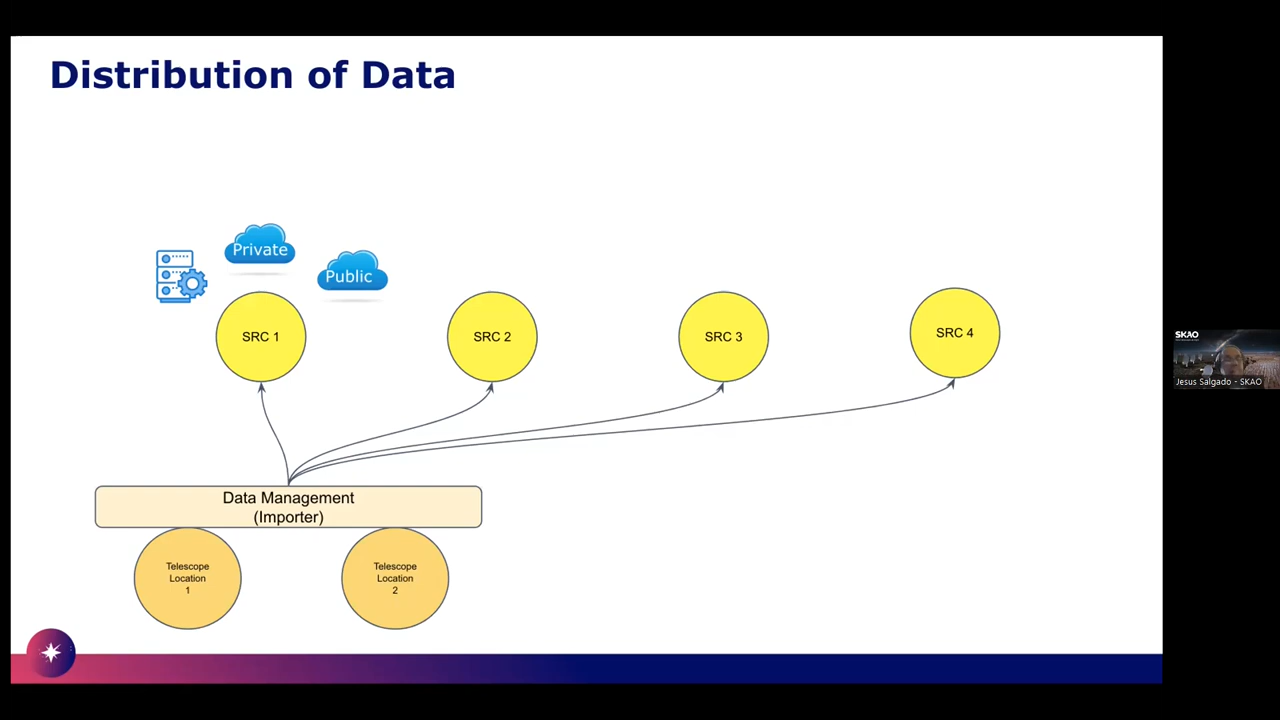 Distribution of Data
Private
Public
SRC 1
SRC 2
SRC 3
SRC 4
Data Management
(Importer)
Telescope
Location
1
Telescope
Location
2
SKAO
Jesus Salgado - SKAO